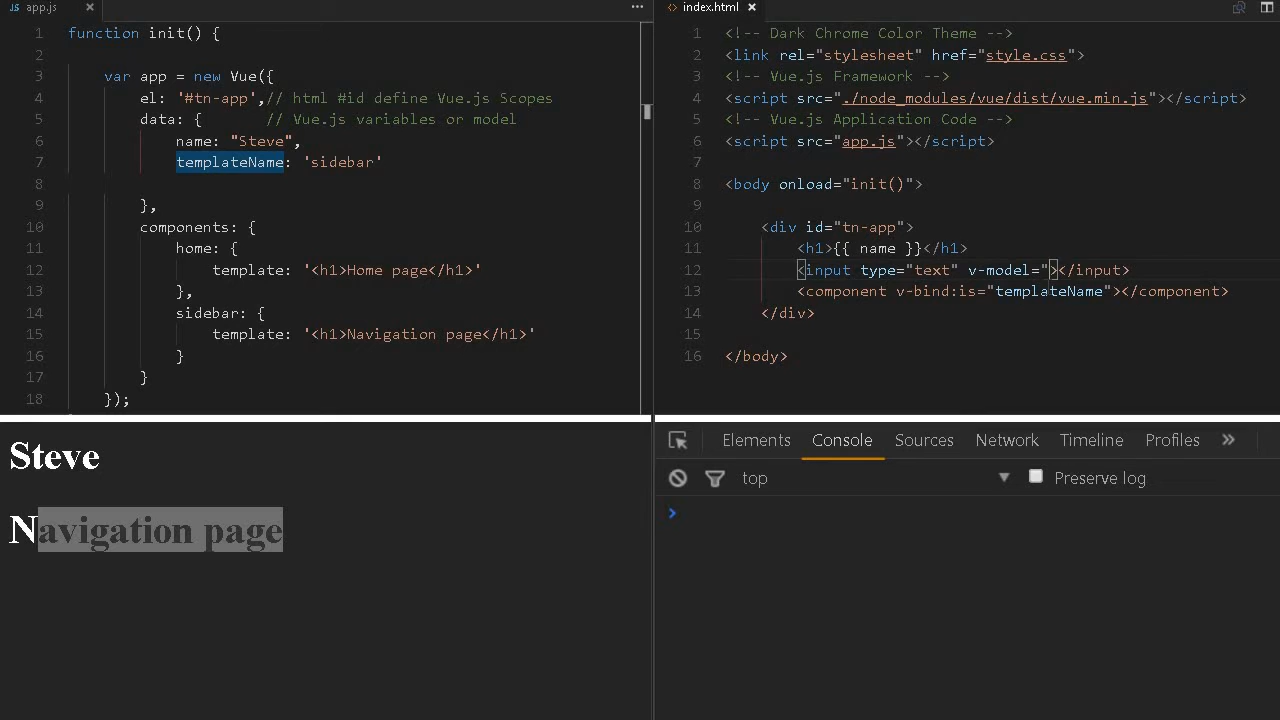 app.js
1 function init() {
2
3 var app = new Vue({
4 el: '#tn-app',// html #id define Vue.js Scopes
5 data: { // Vue.js variables or model
6 name: "Steve",
7 templateName: 'sidebar'
8
9 },
10 components: {
11 home: {
12 template: '<h1>Home page</h1>'
13 },
14 sidebar: {
15 template: '<h1>Navigation page</h1>'
16 }
17 }
18 });
index.html
1 <!-- Dark Chrome Color Theme -->
2 <link rel="stylesheet" href="style.css">
3 <!-- Vue.js Framework -->
4 <script src="./node_modules/vue/dist/vue.min.js"></script>
5 <!-- Vue.js Application Code -->
6 <script src="app.js"></script>
7
8 <body onload="init()">
9
10 <div id="tn-app">
11 <h1>{{ name }}</h1>
12 <input type="text" v-model="></input>
13 <component v-bind:is="templateName"></component>
14 </div>
15
16 </body>
Steve
Navigation page
Elements Console Sources Network Timeline Profiles »
top Preserve log